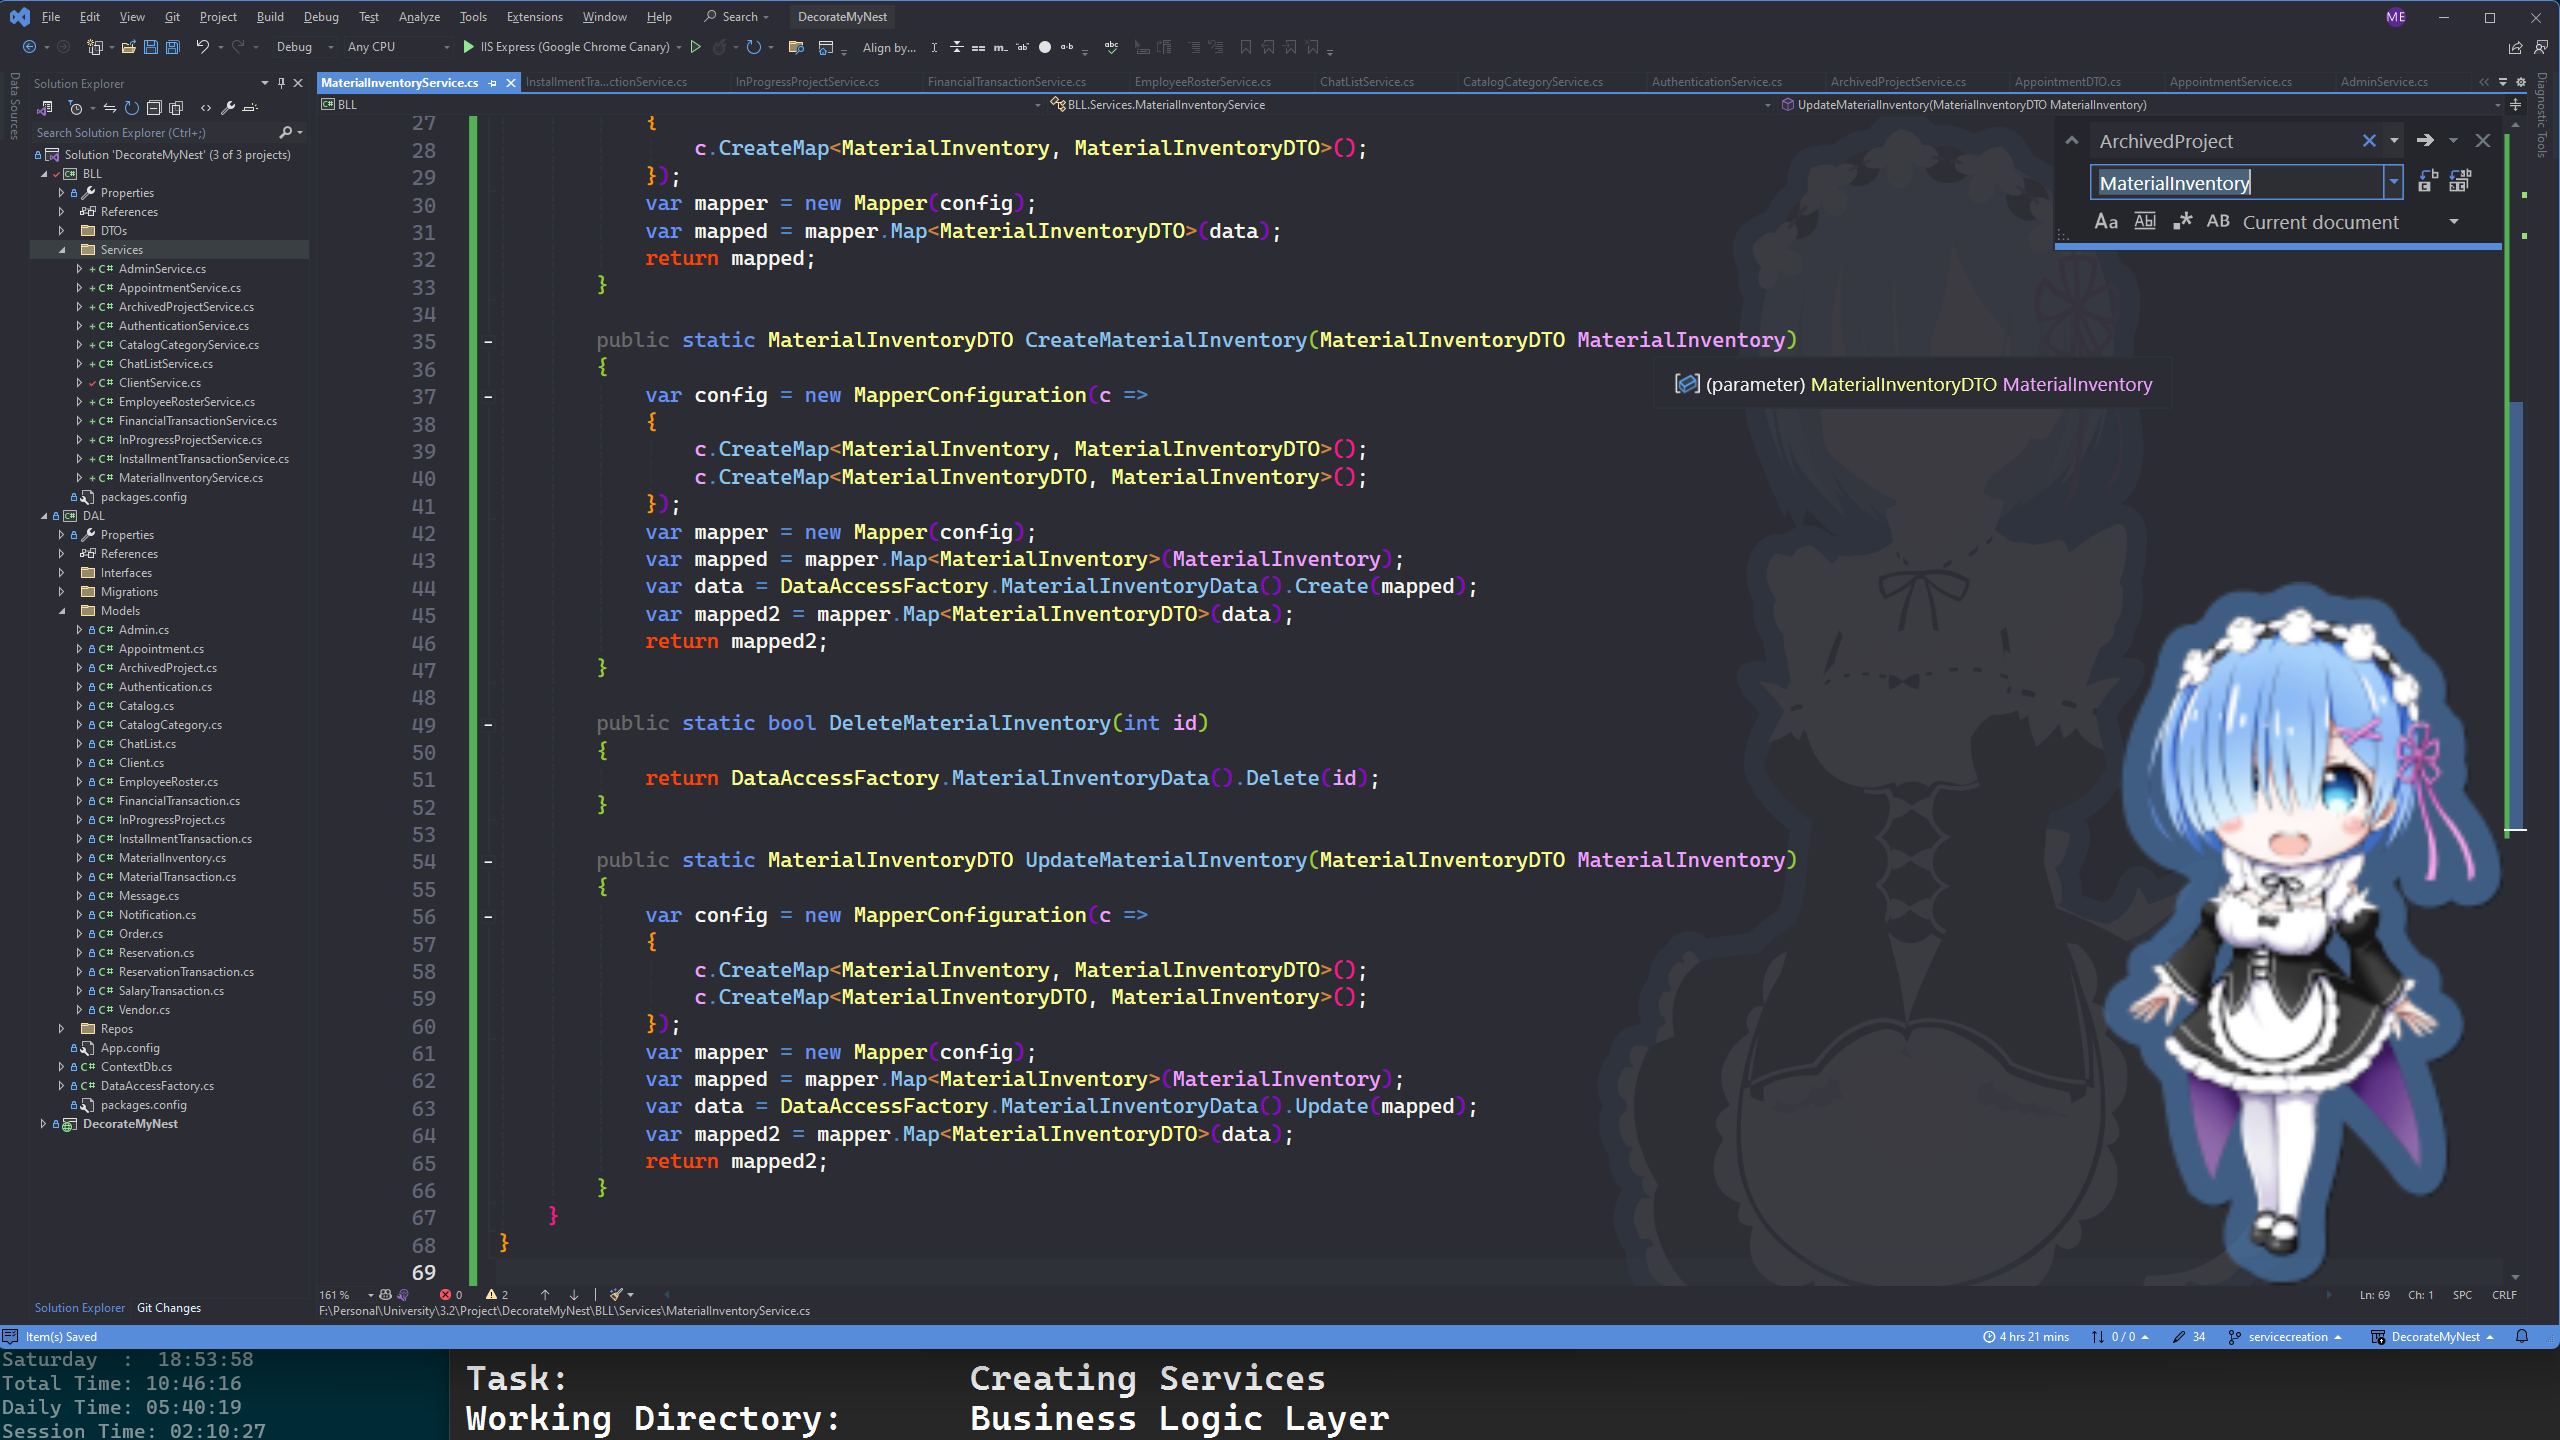 File Edit View Git Project Build Debug Test Analyze Tools Extensions Window Help Search DecorateMyNest ME
Debug Any CPU IIS Express (Google Chrome Canary) Align by...
Data Sources
Solution Explorer
Search Solution Explorer (Ctrl+;)
Solution 'DecorateMyNest' (3 of 3 projects)
BLL
Properties
References
DTOs
Services
AdminService.cs
AppointmentService.cs
ArchivedProjectService.cs
AuthenticationService.cs
CatalogCategoryService.cs
ChatListService.cs
ClientService.cs
EmployeeRosterService.cs
FinancialTransactionService.cs
InProgressProjectService.cs
InstallmentTransactionService.cs
MaterialInventoryService.cs
packages.config
DAL
Properties
References
Interfaces
Migrations
Models
Admin.cs
Appointment.cs
ArchivedProject.cs
Authentication.cs
Catalog.cs
CatalogCategory.cs
ChatList.cs
Client.cs
EmployeeRoster.cs
FinancialTransaction.cs
InProgressProject.cs
InstallmentTransaction.cs
MaterialInventory.cs
MaterialTransaction.cs
Message.cs
Notification.cs
Order.cs
Reservation.cs
ReservationTransaction.cs
SalaryTransaction.cs
Vendor.cs
Repos
App.config
ContextDb.cs
DataAccessFactory.cs
packages.config
DecorateMyNest
Solution Explorer Git Changes
MaterialInventoryService.cs InstallmentTra...ctionService.cs InProgressProjectService.cs FinancialTransactionService.cs EmployeeRosterService.cs ChatListService.cs CatalogCategoryService.cs AuthenticationService.cs ArchivedProjectService.cs AppointmentDTO.cs AppointmentService.cs AdminService.cs
BLL BLL.Services.MaterialInventoryService UpdateMaterialInventory(MaterialInventoryDTO MaterialInventory)
27 {
28 c.CreateMap<MaterialInventory, MaterialInventoryDTO>();
29 });
30 var mapper = new Mapper(config);
31 var mapped = mapper.Map<MaterialInventoryDTO>(data);
32 return mapped;
33 }
34
35 public static MaterialInventoryDTO CreateMaterialInventory(MaterialInventoryDTO MaterialInventory)
36 {
37 var config = new MapperConfiguration(c =>
38 {
39 c.CreateMap<MaterialInventory, MaterialInventoryDTO>();
40 c.CreateMap<MaterialInventoryDTO, MaterialInventory>();
41 });
42 var mapper = new Mapper(config);
43 var mapped = mapper.Map<MaterialInventory>(MaterialInventory);
44 var data = DataAccessFactory.MaterialInventoryData().Create(mapped);
45 var mapped2 = mapper.Map<MaterialInventoryDTO>(data);
46 return mapped2;
47 }
48
49 public static bool DeleteMaterialInventory(int id)
50 {
51 return DataAccessFactory.MaterialInventoryData().Delete(id);
52 }
53
54 public static MaterialInventoryDTO UpdateMaterialInventory(MaterialInventoryDTO MaterialInventory)
55 {
56 var config = new MapperConfiguration(c =>
57 {
58 c.CreateMap<MaterialInventory, MaterialInventoryDTO>();
59 c.CreateMap<MaterialInventoryDTO, MaterialInventory>();
60 });
61 var mapper = new Mapper(config);
62 var mapped = mapper.Map<MaterialInventory>(MaterialInventory);
63 var data = DataAccessFactory.MaterialInventoryData().Update(mapped);
64 var mapped2 = mapper.Map<MaterialInventoryDTO>(data);
65 return mapped2;
66 }
67 }
68 }
69
(parameter) MaterialInventoryDTO MaterialInventory
ArchivedProject
MaterialInventory
Aa Ab .* AB Current document
Diagnostic Tools
161 % 0 2 Ln: 69 Ch: 1 SPC CRLF
F:\Personal\University\3.2\Project\DecorateMyNest\BLL\Services\MaterialInventoryService.cs
Item(s) Saved 4 hrs 21 mins 0 / 0 34 servicecreation DecorateMyNest
Saturday : 18:53:58
Total Time: 10:46:16
Daily Time: 05:40:19
Session Time: 02:10:27
Task: Creating Services
Working Directory: Business Logic Layer